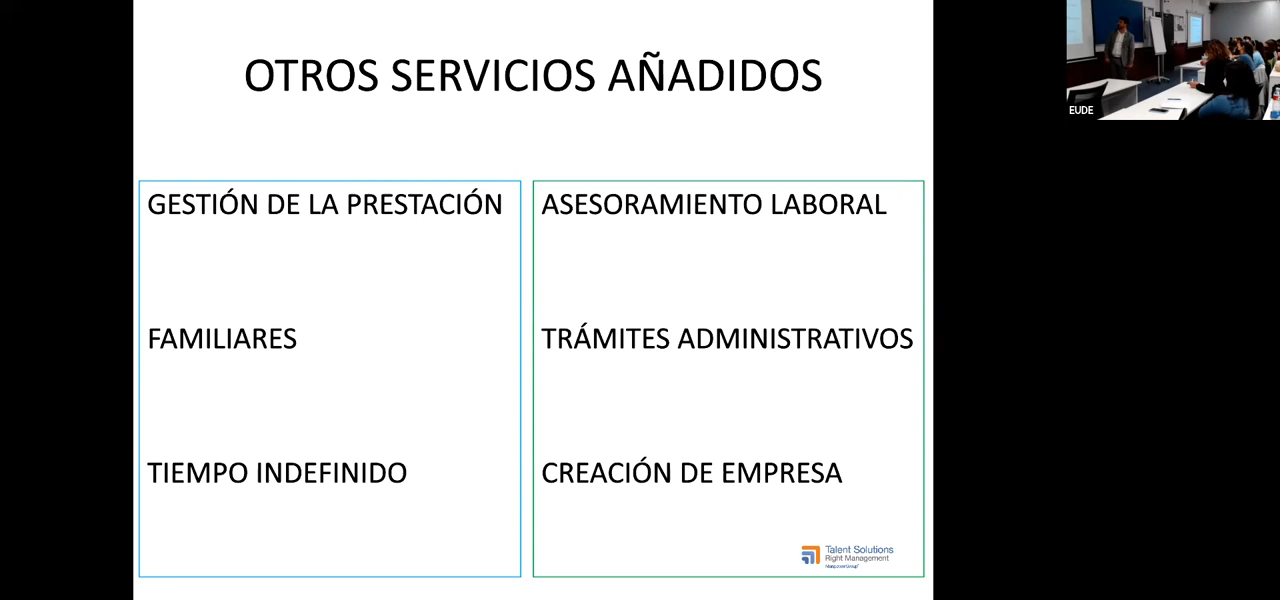 OTROS SERVICIOS AÑADIDOS
GESTIÓN DE LA PRESTACIÓN
FAMILIARES
TIEMPO INDEFINIDO
ASESORAMIENTO LABORAL
TRÁMITES ADMINISTRATIVOS
CREACIÓN DE EMPRESA
Talent Solutions
Right Management
ManpowerGroup
EUDE